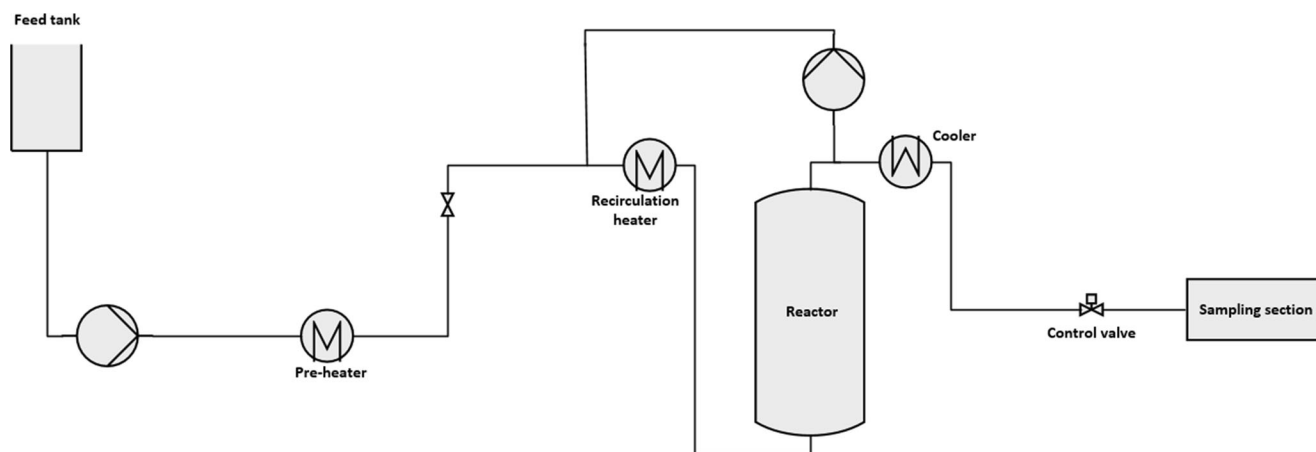 Feed tank
Cooler
Recirculation
heater
Reactor
Sampling section
Control valve
Pre-heater